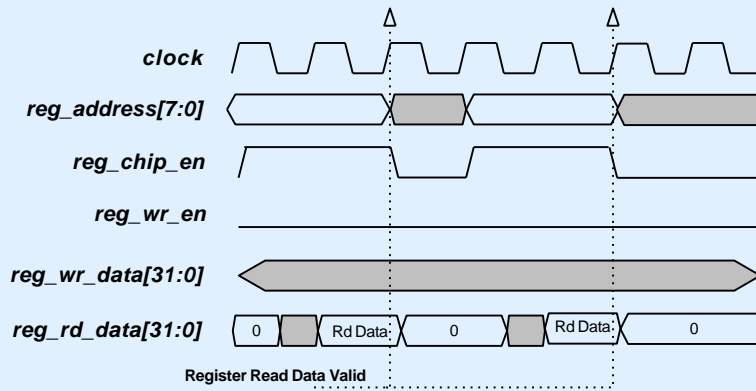 clock
reg_address[7:0]
reg_chip_en
reg_wr_en
reg_wr_data[31:0]
reg_rd_data[31:0] 0 Rd Data 0 Rd Data 0
Register Read Data Valid